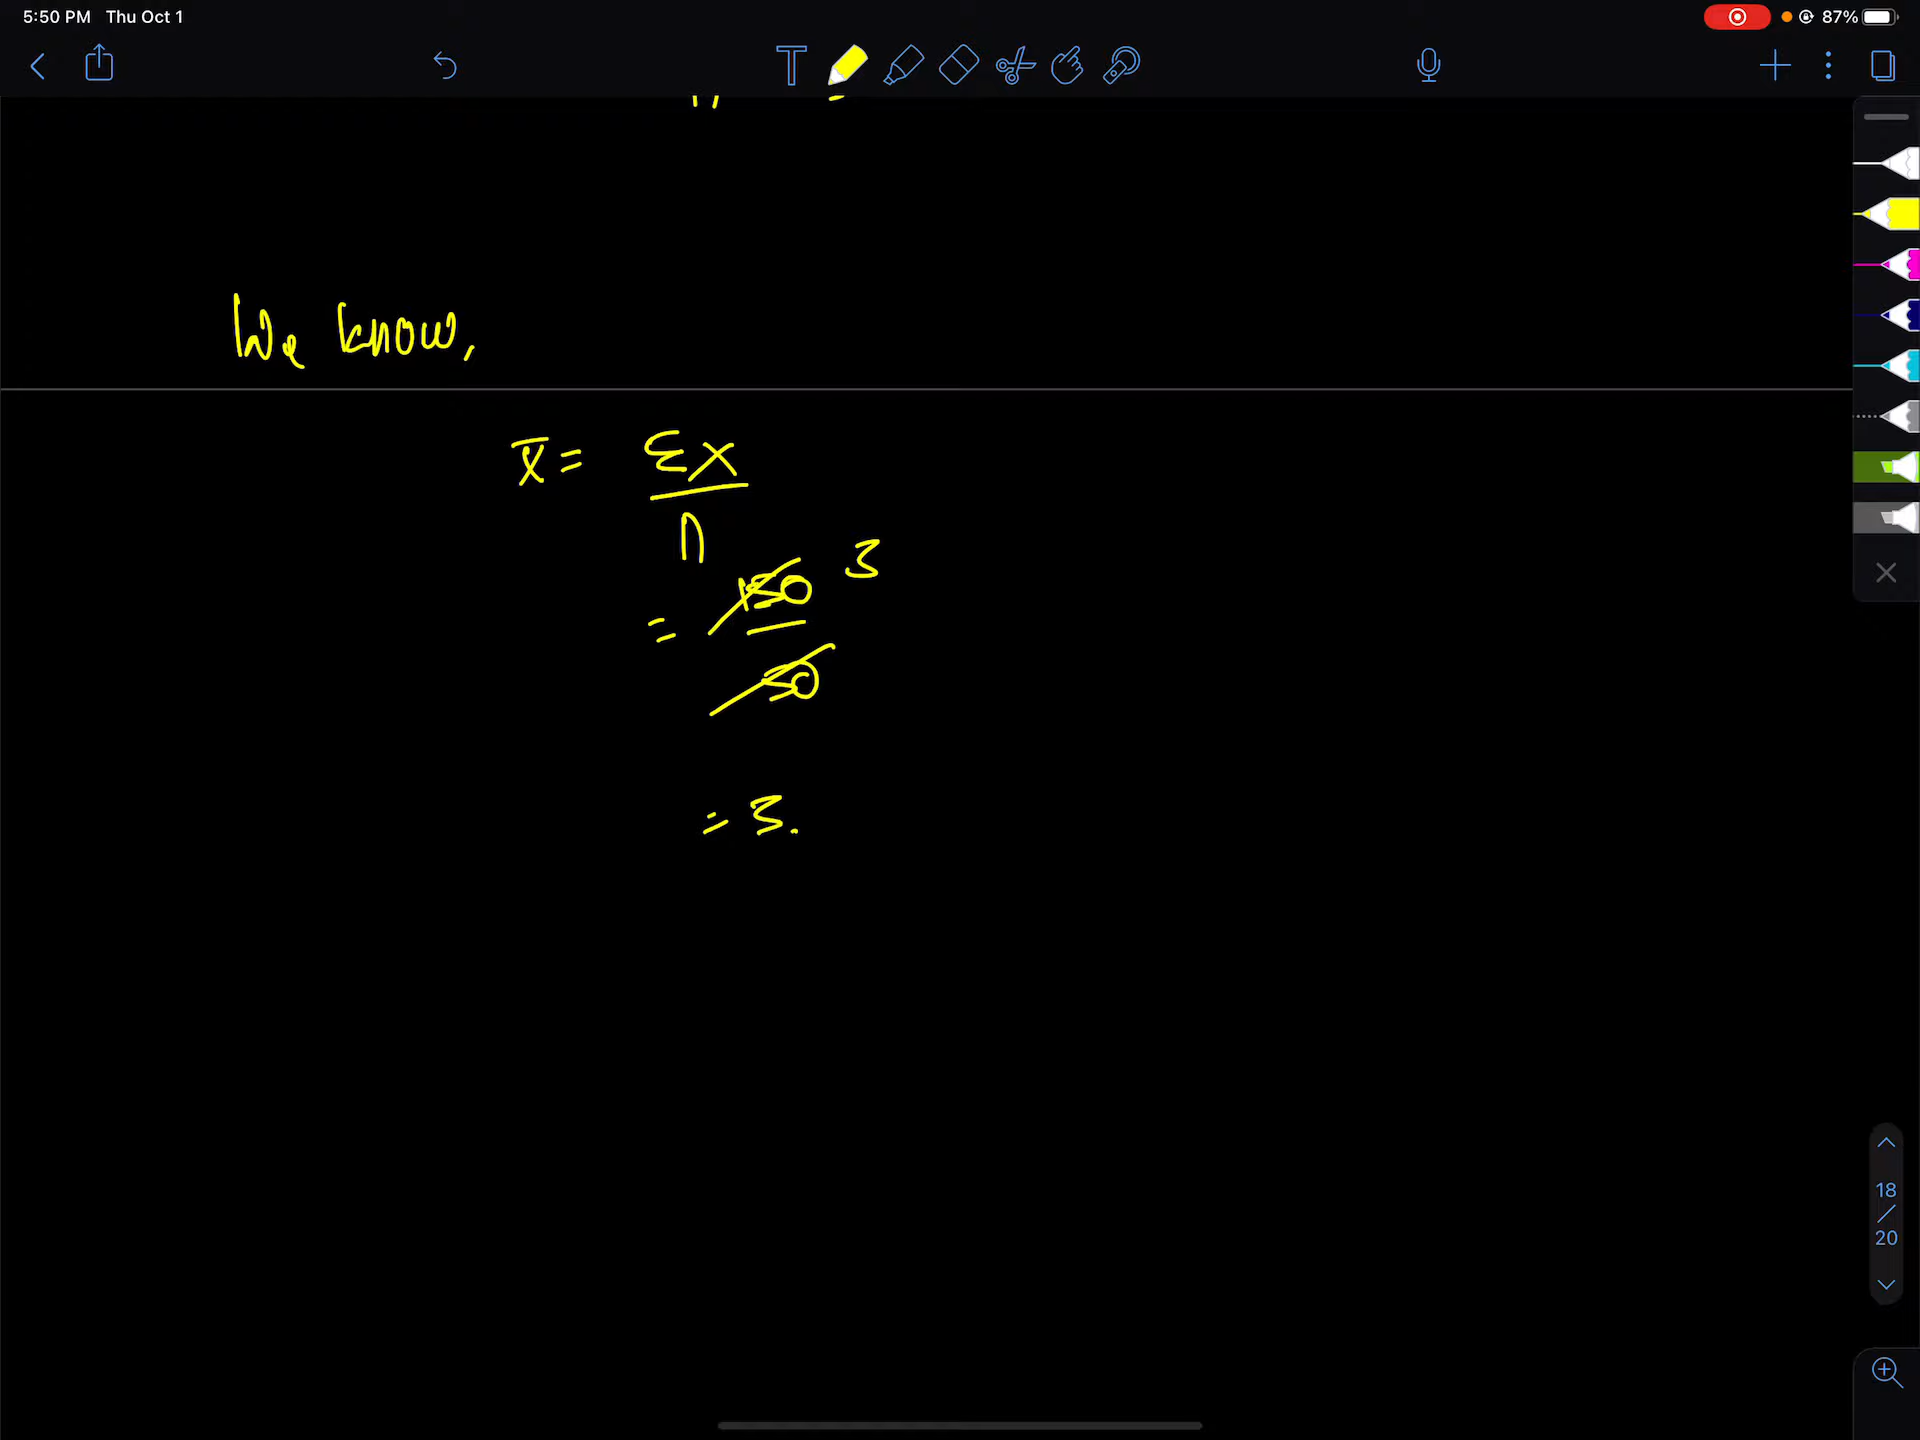 5:50 PM Thu Oct 1
87%
We know,
x̄ = Σx
n
= 150 3
50
= 3.
18
/
20